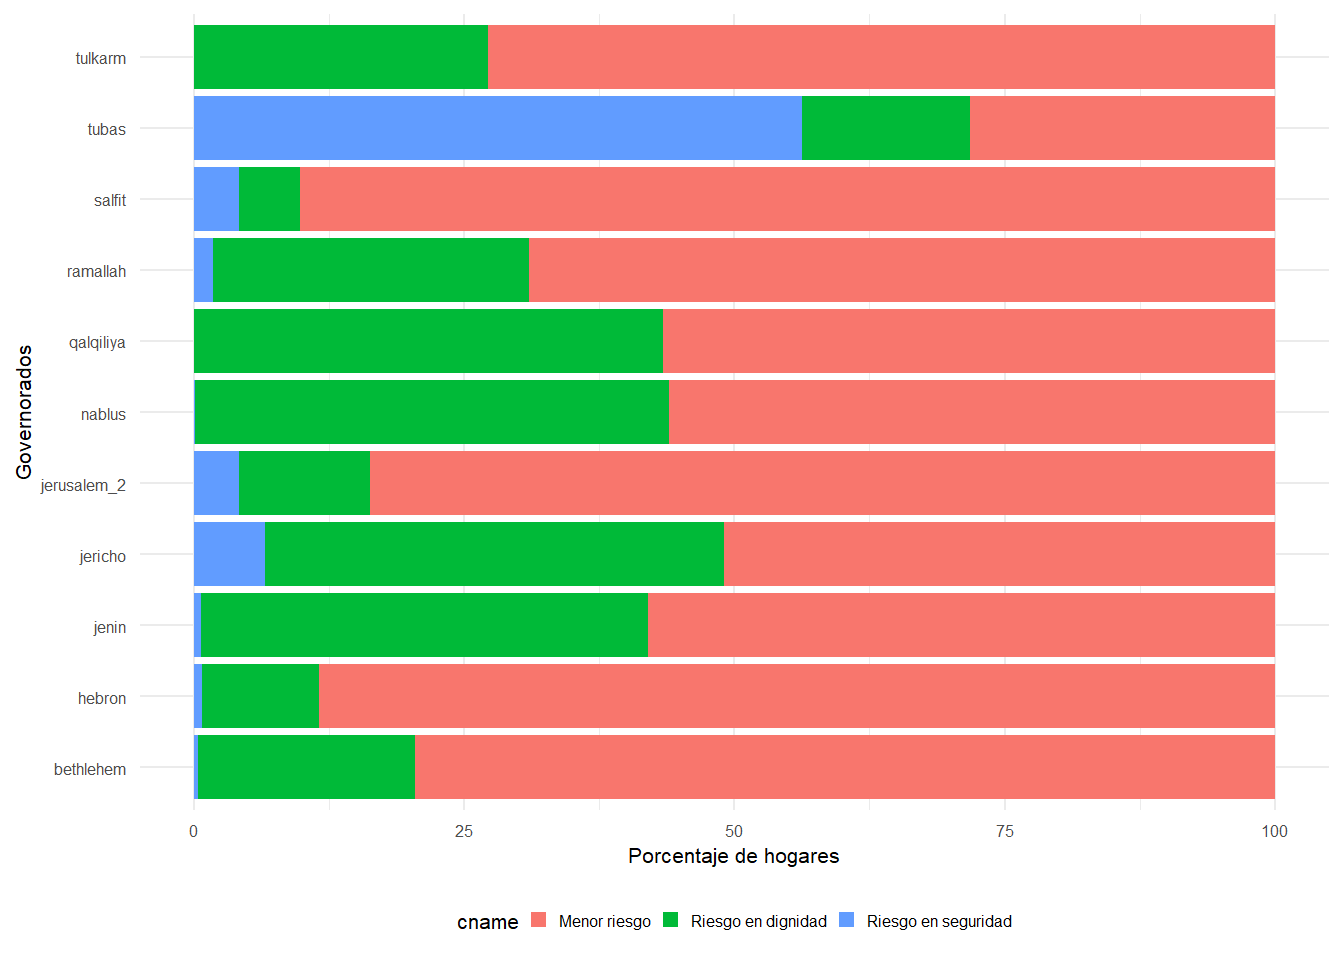 tulkarm
tubas
salfit
ramallah
qalqiliya
nablus
jerusalem_2
jericho
jenin
hebron
bethlehem
Governorados
0 25 50 75 100
Porcentaje de hogares
cname Menor riesgo Riesgo en dignidad Riesgo en seguridad